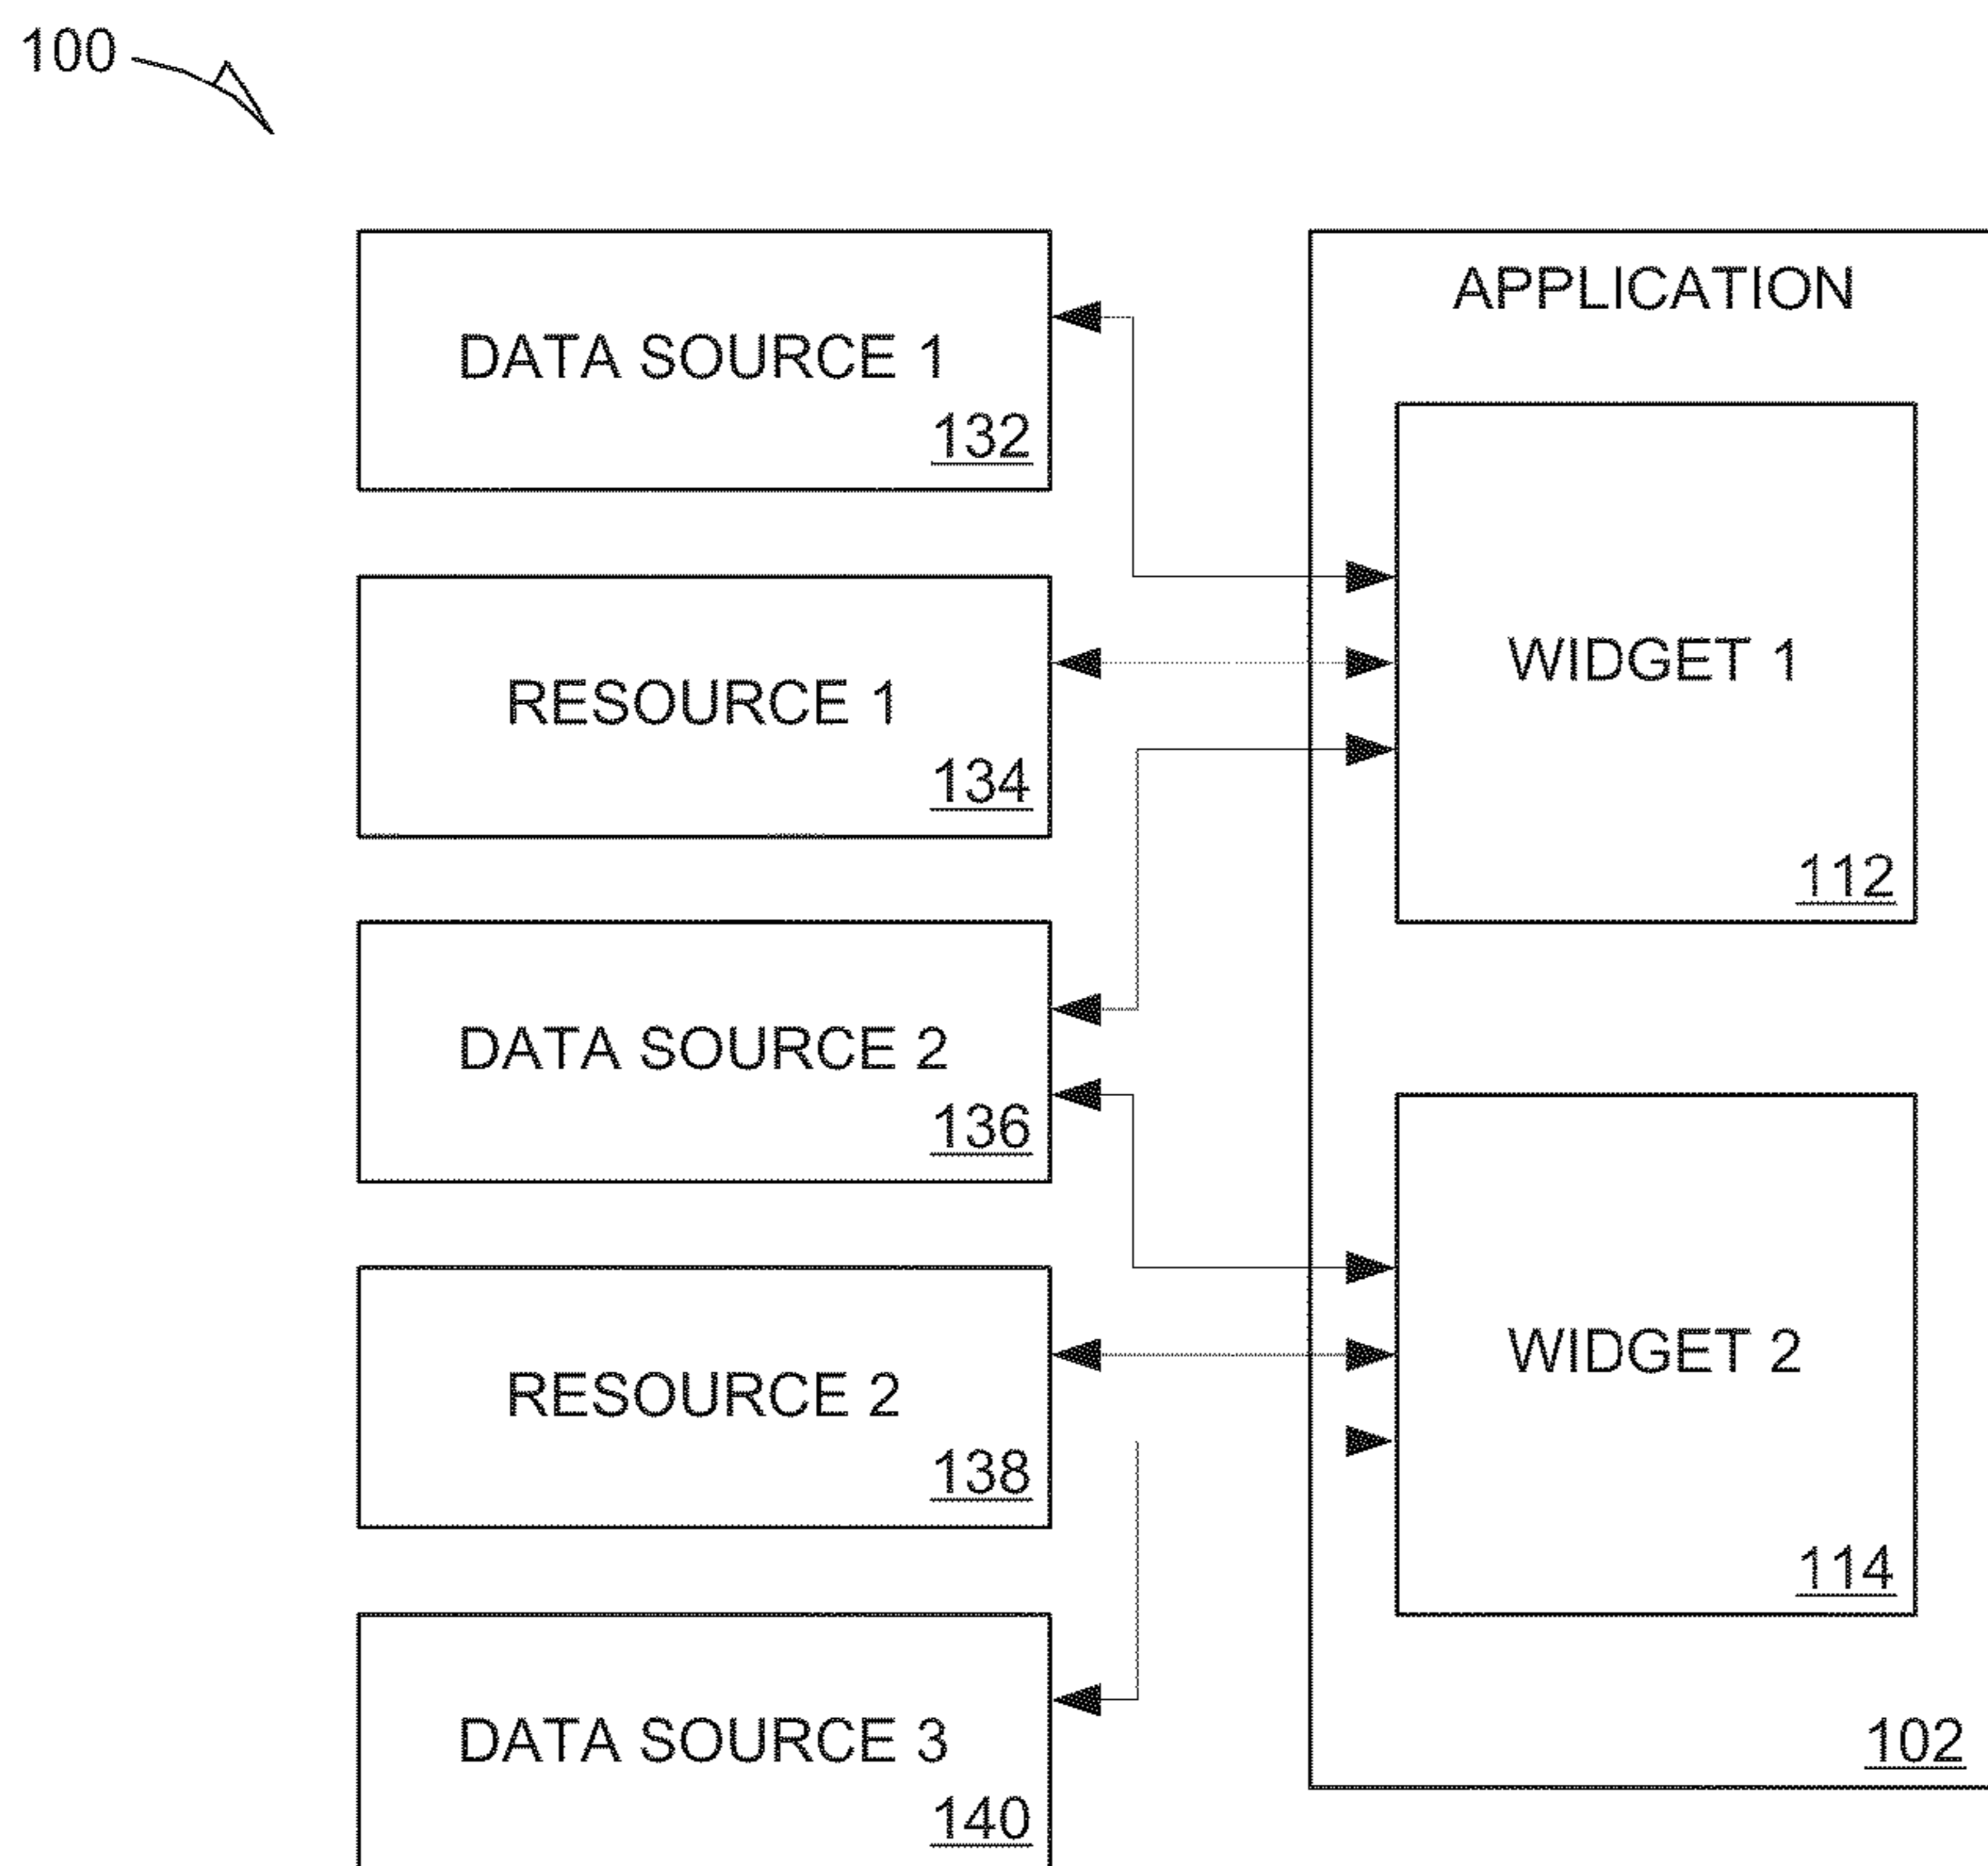 100
DATA SOURCE 1
132
RESOURCE 1
134
DATA SOURCE 2
136
RESOURCE 2
138
DATA SOURCE 3
140
APPLICATION
WIDGET 1
112
WIDGET 2
114
102